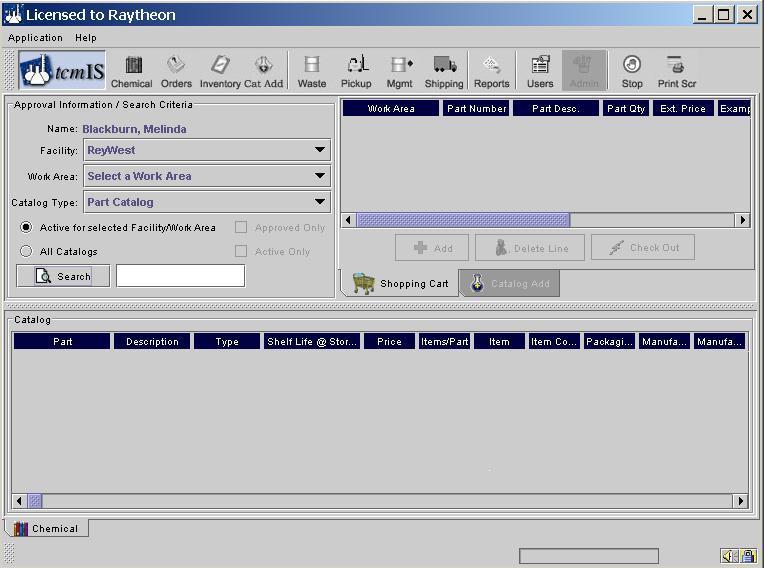 Licensed to Raytheon
Application Help
tcmIS Chemical Orders Inventory Cat Add Waste Pickup Mgmt Shipping Reports Users Admin Stop Print Scr
Approval Information / Search Criteria
Name: Blackburn, Melinda
Facility: ReyWest
Work Area: Select a Work Area
Catalog Type: Part Catalog
Active for selected Facility/Work Area Approved Only
All Catalogs Active Only
Search
Work Area Part Number Part Desc. Part Qty Ext. Price Examp
Add Delete Line Check Out
Shopping Cart Catalog Add
Catalog
Part Description Type Shelf Life @ Stor... Price Items/Part Item Item Co... Packagi... Manufa... Manufa...
Chemical